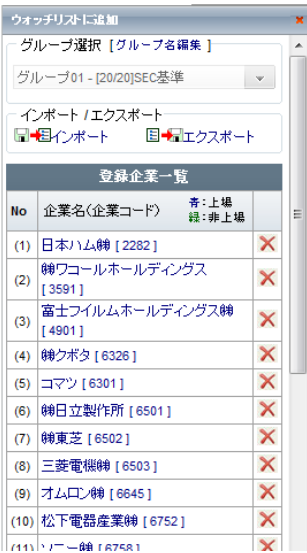 ウォッチリストに追加
グループ選択 [グループ名編集 ]
グループ01 - [20/20]SEC基準
インポート / エクスポート
インポート エクスポート
登録企業一覧
No 企業名(企業コード) 青:上場
緑:非上場
(1) 日本ハム㈱ [ 2282 ]
(2) ㈱ワコールホールディングス
[ 3591 ]
(3) 富士フイルムホールディングス㈱
[ 4901 ]
(4) ㈱クボタ [ 6326 ]
(5) コマツ [ 6301 ]
(6) ㈱日立製作所 [ 6501 ]
(7) ㈱東芝 [ 6502 ]
(8) 三菱電機㈱ [ 6503 ]
(9) オムロン㈱ [ 6645 ]
(10) 松下電器産業㈱ [ 6752 ]
(11) ソニー㈱ [ 6758 ]